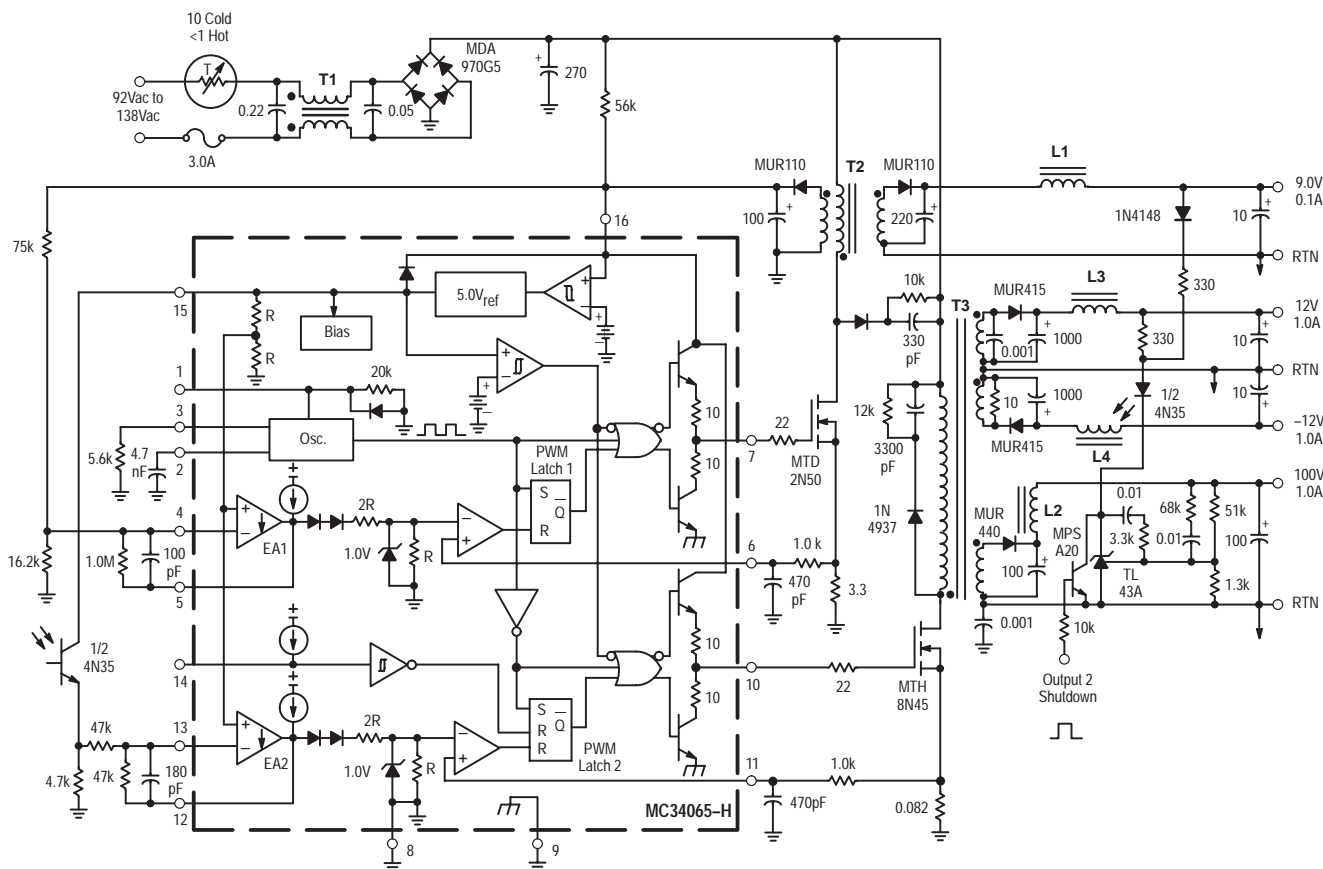 10 Cold
<1 Hot
T
T1
MDA
970G5
+
270
92Vac to
138Vac
0.22
0.05
3.0A
56k
MUR110
T2
MUR110
L1
9.0V
0.1A
100
+
220
+
1N4148
10
+
RTN
75k
16
15
R
R
5.0Vref
Bias
+
–
+
–
10k
330
pF
T3
MUR415
L3
330
12V
1.0A
+
0.001
1000
330
10
+
RTN
1
20k
3
Osc.
5.6k
4.7
nF
2
+
–
+
–
10
10
7
22
MTD
2N50
12k
3300
pF
1N
4937
10
1000
+
MUR415
L4
1/2
4N35
10
+
–12V
1.0A
PWM
Latch 1
S
R
Q
4
+
–
EA1
+
2R
1.0V
R
–
+
16.2k
1.0M
100
pF
5
6
1.0 k
470
pF
3.3
100V
1.0A
MUR
440
L2
100
+
MPS
A20
0.01
68k
51k
3.3k
0.01
TL
43A
1.3k
100
+
RTN
0.001
10k
Output 2
Shutdown
1/2
4N35
14
+
+
10
10
10
22
MTH
8N45
47k
13
+
–
EA2
2R
1.0V
R
–
+
S
R
R
Q
PWM
Latch 2
4.7k
47k
180
pF
12
11
1.0k
470pF
0.082
MC34065–H
8
9